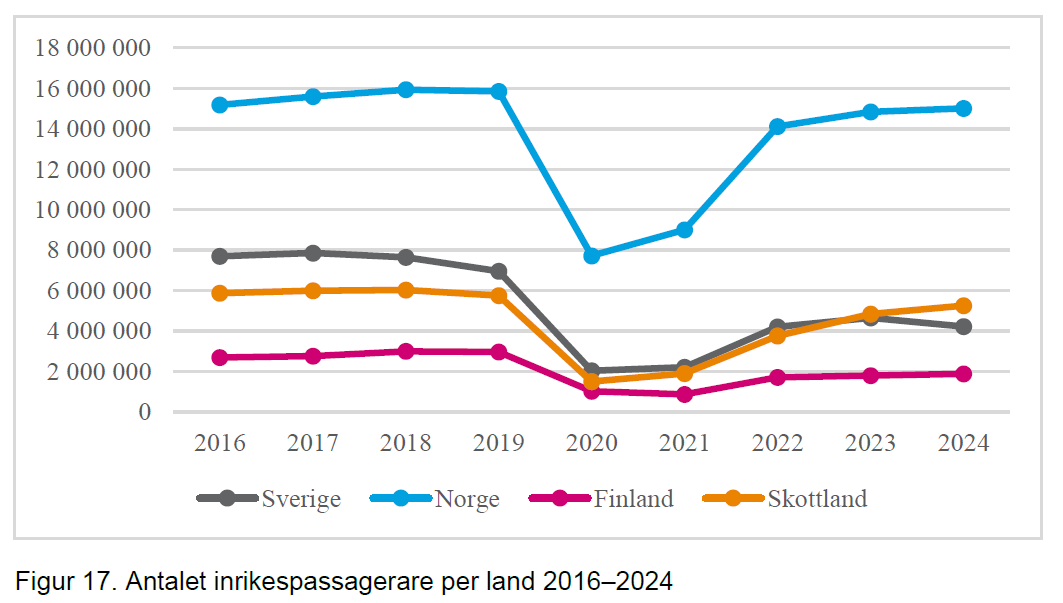 18 000 000
16 000 000
14 000 000
12 000 000
10 000 000
8 000 000
6 000 000
4 000 000
2 000 000
0
2016 2017 2018 2019 2020 2021 2022 2023 2024
Sverige Norge Finland Skottland
Figur 17. Antalet inrikespassagerare per land 2016–2024